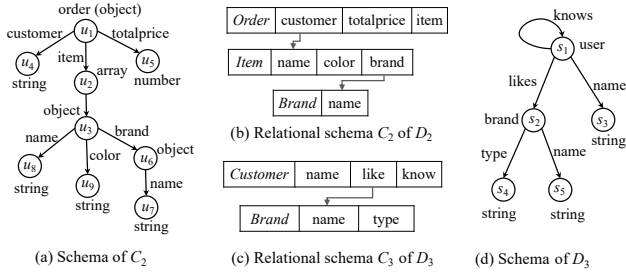 order (object)
customer
u1
totalprice
item
u4
string
array
u2
u5
number
object
u3
name
brand
color
u6
object
u8
string
u9
string
name
u7
string
(a) Schema of C2
Order customer totalprice item
Item name color brand
Brand name
(b) Relational schema C2 of D2
Customer name like know
Brand name type
(c) Relational schema C3 of D3
knows
s1
user
likes
name
brand
s2
s3
string
type
name
s4
s5
string
string
(d) Schema of D3